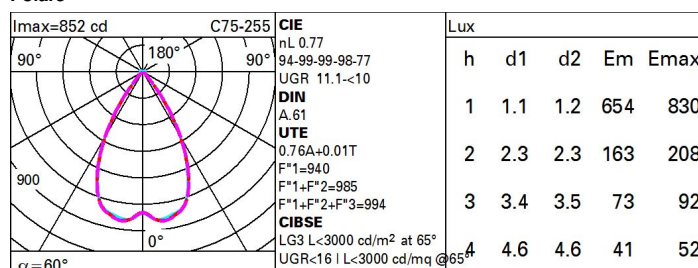 Imax=852 cd C75-255
90° 180° 90°
900
0°
α=60°
CIE
nL 0.77
94-99-99-98-77
UGR 11.1-<10
DIN
A.61
UTE
0.76A+0.01T
F"1=940
F"1+F"2=985
F"1+F"2+F"3=994
CIBSE
LG3 L<3000 cd/m² at 65°
UGR<16 | L<3000 cd/mq @65°
Lux
h d1 d2 Em Emax
1 1.1 1.2 654 830
2 2.3 2.3 163 208
3 3.4 3.5 73 92
4 4.6 4.6 41 52